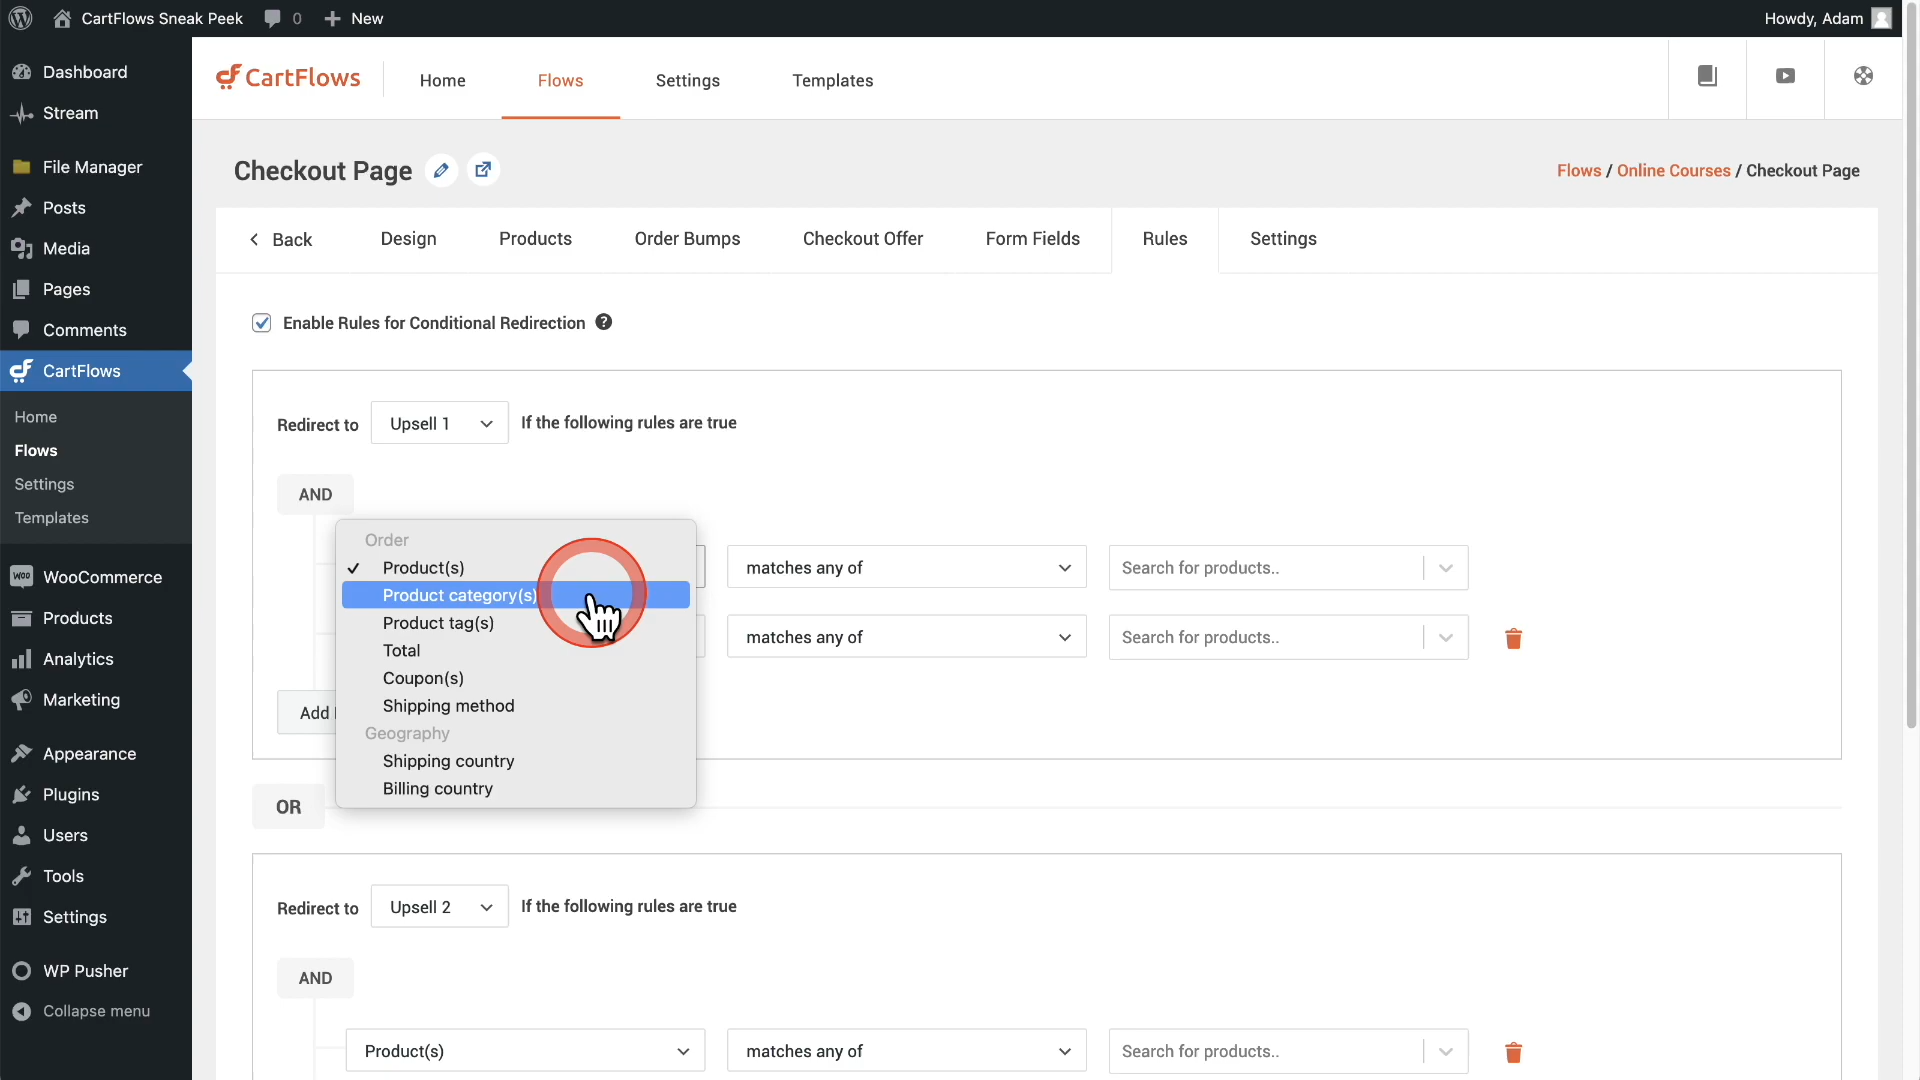 CartFlows Sneak Peek
0
New
Howdy, Adam
Dashboard
Stream
File Manager
Posts
Media
Pages
Comments
CartFlows
Home
Flows
Settings
Templates
WooCommerce
Products
Analytics
Marketing
Appearance
Plugins
Users
Tools
Settings
WP Pusher
Collapse menu
CartFlows
Home
Flows
Settings
Templates
Checkout Page
Flows / Online Courses / Checkout Page
Back
Design
Products
Order Bumps
Checkout Offer
Form Fields
Rules
Settings
Enable Rules for Conditional Redirection ?
Redirect to Upsell 1 If the following rules are true
AND
Order
Product(s)
Product category(s)
Product tag(s)
Total
Coupon(s)
Shipping method
Geography
Shipping country
Billing country
matches any of
Search for products..
matches any of
Search for products..
Add
OR
Redirect to Upsell 2 If the following rules are true
AND
Product(s)
matches any of
Search for products..